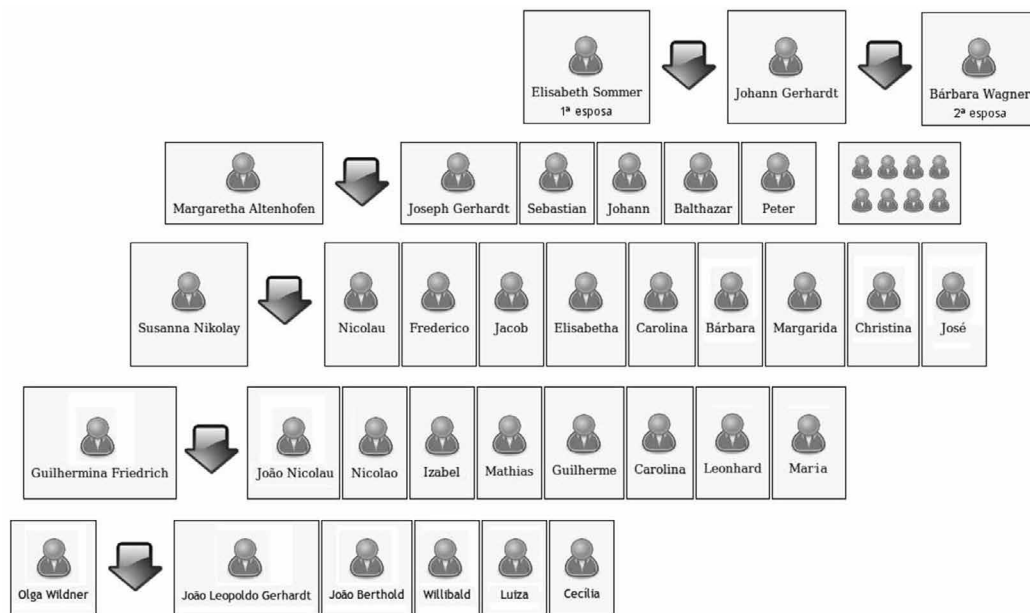 Elisabeth Sommer
1ª esposa
Johann Gerhardt
Bárbara Wagner
2ª esposa
Margaretha Altenhofen
Joseph Gerhardt
Sebastian
Johann
Balthazar
Peter
Susanna Nikolay
Nicolau
Frederico
Jacob
Elisabetha
Carolina
Bárbara
Margarida
Christina
José
Guilhermina Friedrich
João Nicolau
Nicolao
Izabel
Mathias
Guilherme
Carolina
Leonhard
Maria
Olga Wildner
João Leopoldo Gerhardt
João Berthold
Willibald
Luiza
Cecília